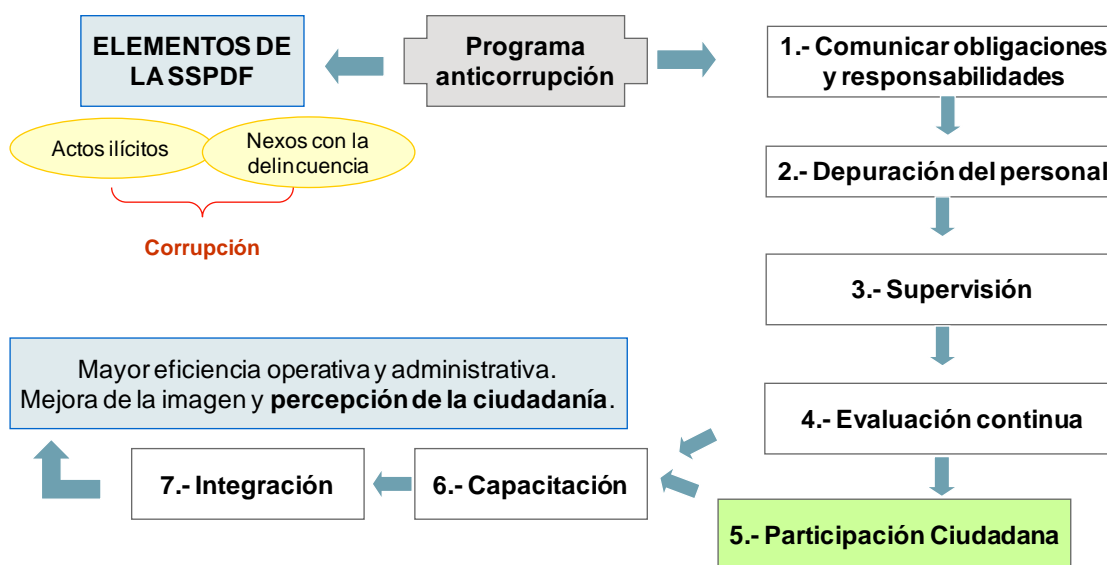 ELEMENTOS DE
LA SSPDF
Programa
anticorrupción
1.- Comunicar obligaciones
y responsabilidades
Actos ilícitos
Nexos con la
delincuencia
Corrupción
2.- Depuración del personal
3.- Supervisión
Mayor eficiencia operativa y administrativa.
Mejora de la imagen y percepción de la ciudadanía.
4.- Evaluación continua
7.- Integración
6.- Capacitación
5.- Participación Ciudadana